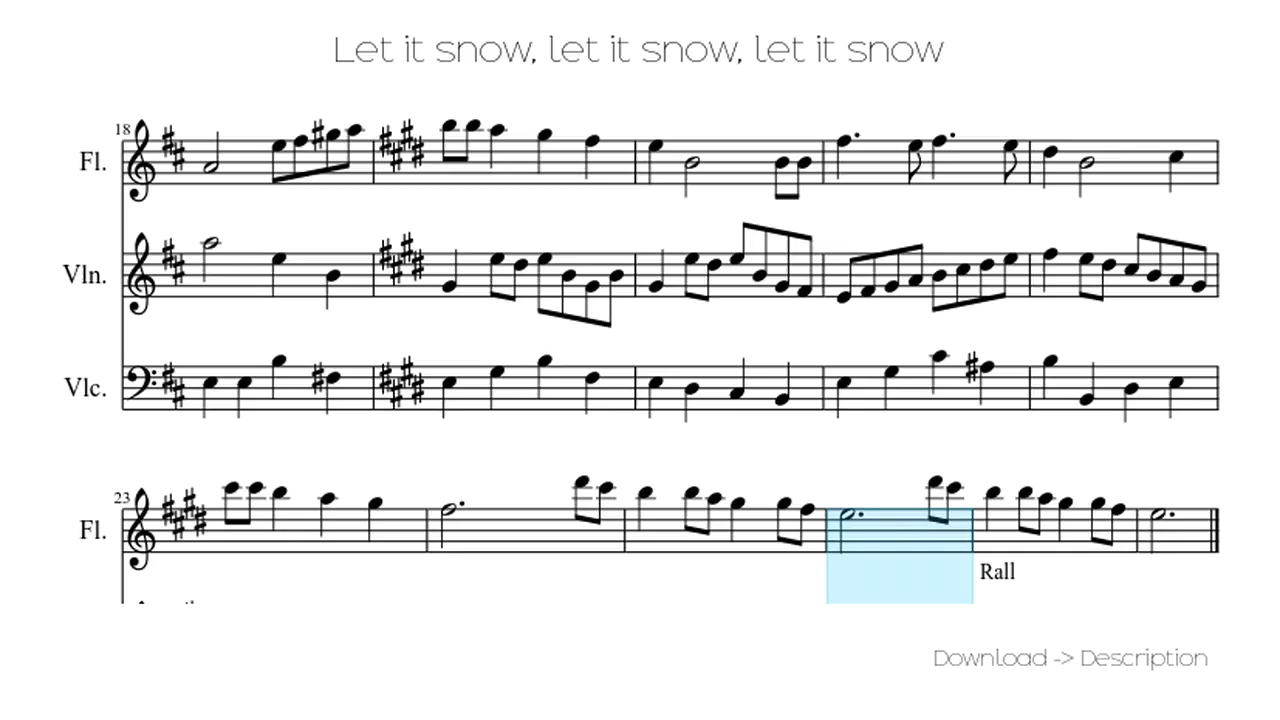 Let it snow, let it snow, let it snow
18
Fl.
Vln.
Vlc.
23
Fl.
Rall
Download -> Description